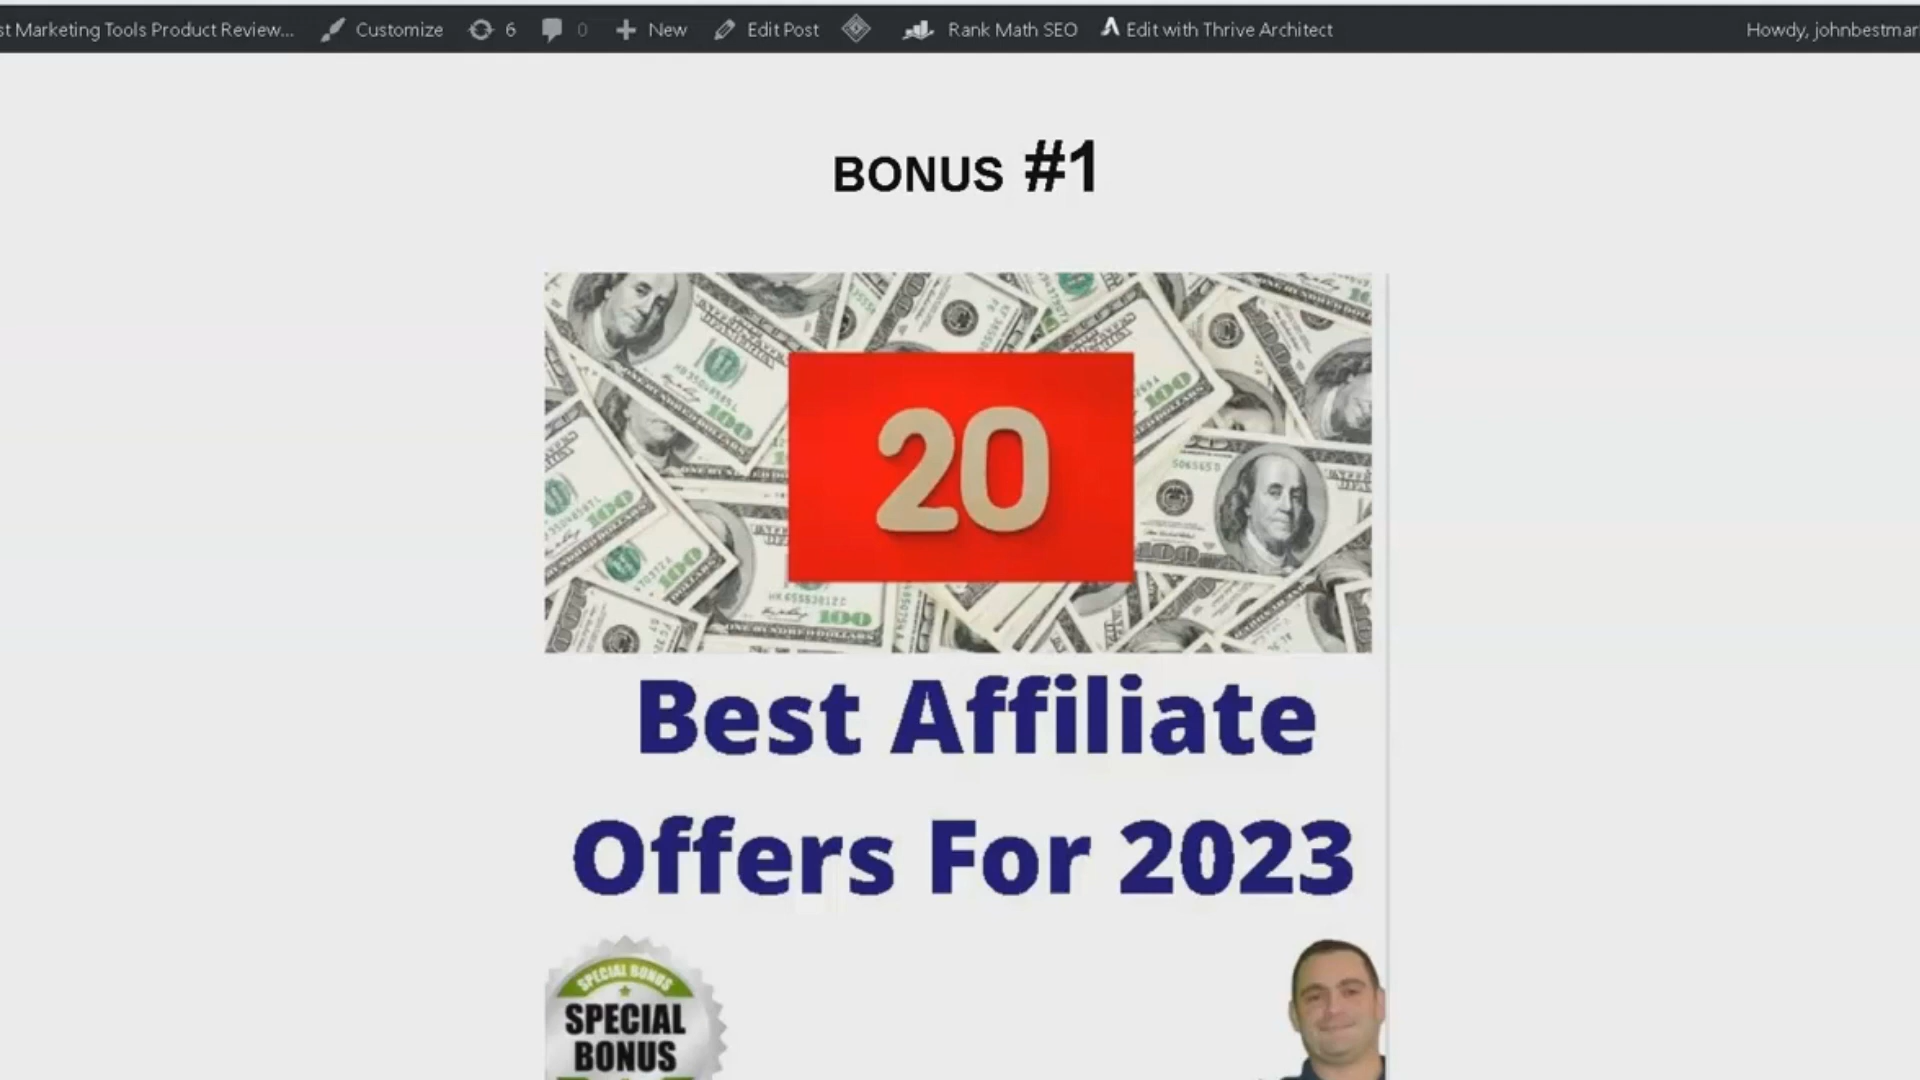 st Marketing Tools Product Review... Customize 6 0 New Edit Post Rank Math SEO Edit with Thrive Architect Howdy, johnbestmar
BONUS #1
20
Best Affiliate
Offers For 2023
SPECIAL BONUS
SPECIAL
BONUS